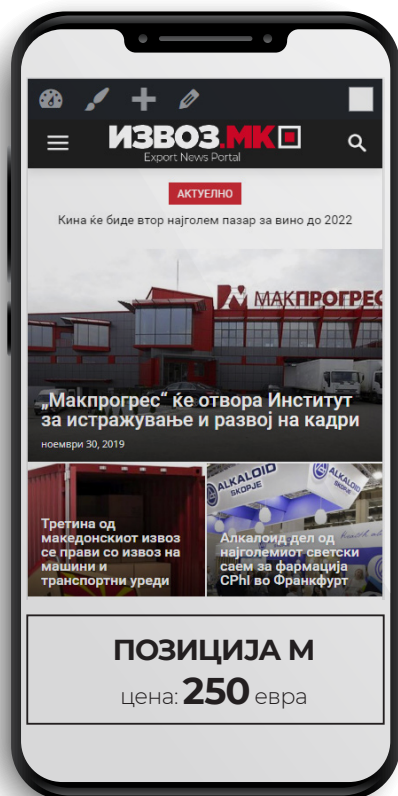 ИЗВОЗ.МК
Export News Portal
АКТУЕЛНО
Кина ќе биде втор најголем пазар за вино до 2022
МАКПРОГРЕС
„Макпрогрес“ ќе отвора Институт
за истражување и развој на кадри
ноември 30, 2019
ALKALOID
SKOPJE
ALKALOID
SKOPJE
Третина од
македонскиот извоз
се прави со извоз на
машини и
транспортни уреди
Алкалоид дел од
најголемиот светски
саем за фармација
CPhI во Франкфурт
ПОЗИЦИЈА М
цена: 250 евра